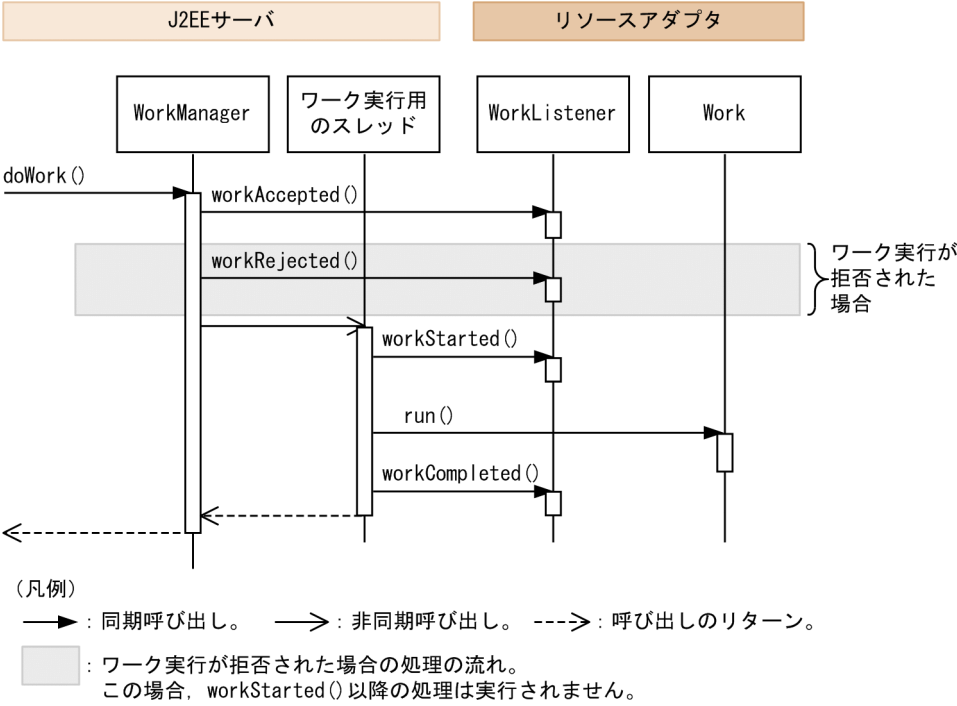 J2EEサーバ
リソースアダプタ
WorkManager
ワーク実行用
のスレッド
WorkListener
Work
doWork()
workAccepted()
workRejected()
ワーク実行が
拒否された
場合
workStarted()
run()
workCompleted()
(凡例)
:同期呼び出し。
:非同期呼び出し。
:呼び出しのリターン。
:ワーク実行が拒否された場合の処理の流れ。
この場合,workStarted()以降の処理は実行されません。